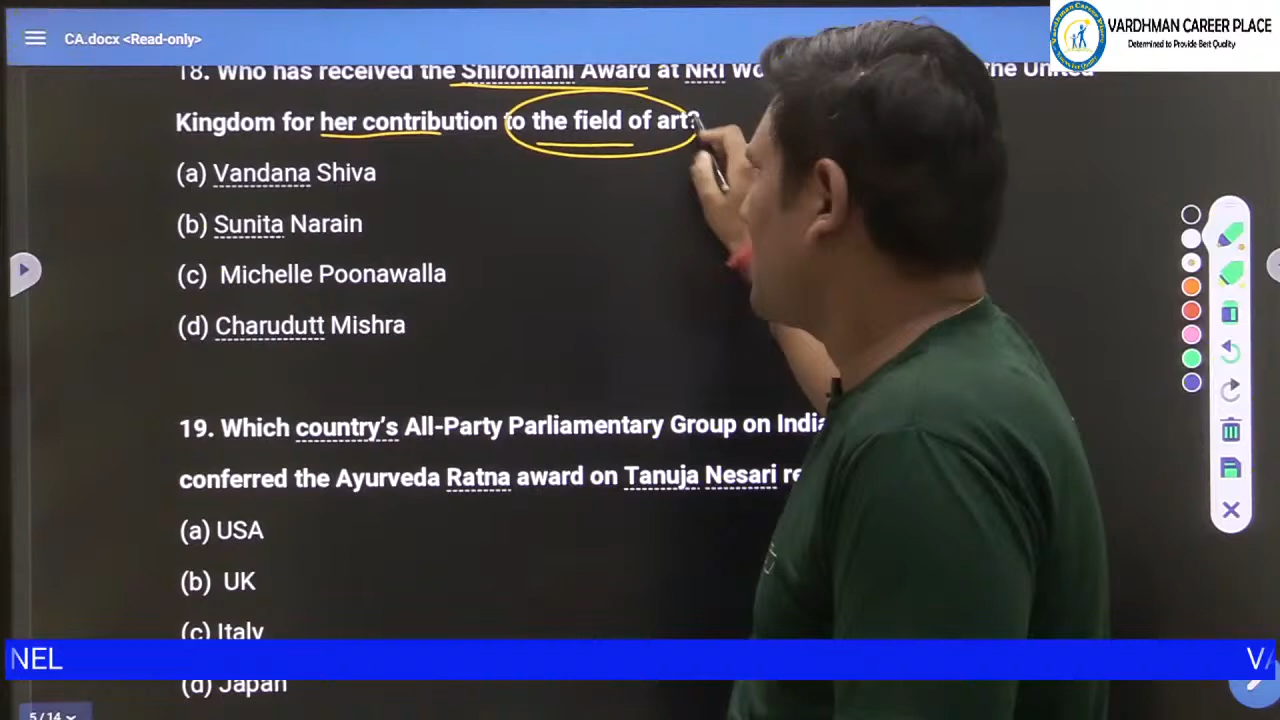 VARDHMAN CAREER PLACE
Determined to Provide Bert Quality
CA.docx <Read-only>
18. Who has received the Shiromani Award at NRI the United
Kingdom for her contribution to the field of art?
(a) Vandana Shiva
(b) Sunita Narain
(c) Michelle Poonawalla
(d) Charudutt Mishra
19. Which country's All-Party Parliamentary Group on India
conferred the Ayurveda Ratna award on Tanuja Nesari
(a) USA
(b) UK
(c) Italy
NEL
(d) Japan
5/14